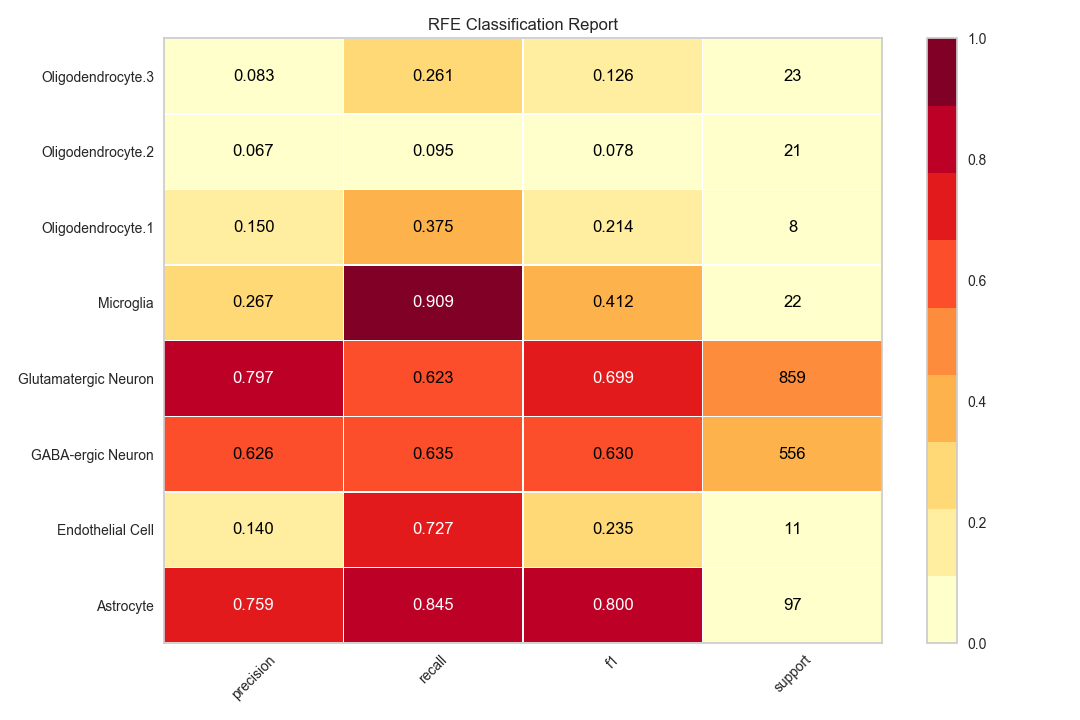 RFE Classification Report
Oligodendrocyte.3 0.083 0.261 0.126 23
Oligodendrocyte.2 0.067 0.095 0.078 21
Oligodendrocyte.1 0.150 0.375 0.214 8
Microglia 0.267 0.909 0.412 22
Glutamatergic Neuron 0.797 0.623 0.699 859
GABA-ergic Neuron 0.626 0.635 0.630 556
Endothelial Cell 0.140 0.727 0.235 11
Astrocyte 0.759 0.845 0.800 97
precision recall f1 support
1.0
0.8
0.6
0.4
0.2
0.0